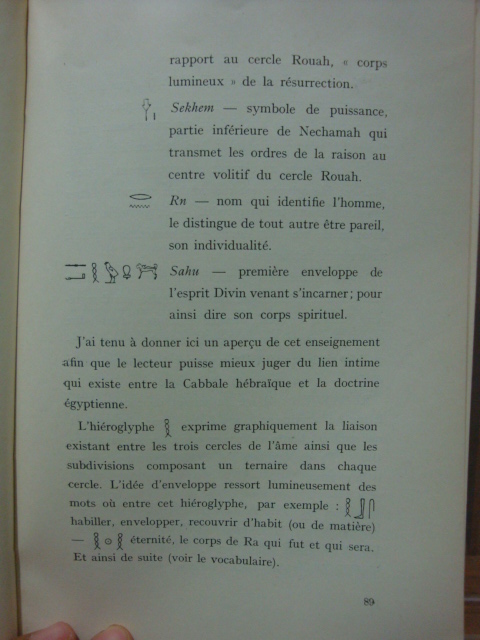 rapport au cercle Rouah, « corps
lumineux » de la résurrection.
Sekhem — symbole de puissance,
partie inférieure de Nechamah qui
transmet les ordres de la raison au
centre volitif du cercle Rouah.
Rn — nom qui identifie l'homme,
le distingue de tout autre être pareil,
son individualité.
Sahu — première enveloppe de
l'esprit Divin venant s'incarner; pour
ainsi dire son corps spirituel.
J'ai tenu à donner ici un aperçu de cet enseignement
afin que le lecteur puisse mieux juger du lien intime
qui existe entre la Cabbale hébraïque et la doctrine
égyptienne.
L'hiéroglyphe 𓎛 exprime graphiquement la liaison
existant entre les trois cercles de l'âme ainsi que les
subdivisions composant un ternaire dans chaque
cercle. L'idée d'enveloppe ressort lumineusement des
mots où entre cet hiéroglyphe, par exemple : 𓎛𓃀𓋴
habiller, envelopper, recouvrir d'habit (ou de matière)
— 𓎛𓇳𓎛 éternité, le corps de Ra qui fut et qui sera.
Et ainsi de suite (voir le vocabulaire).
89